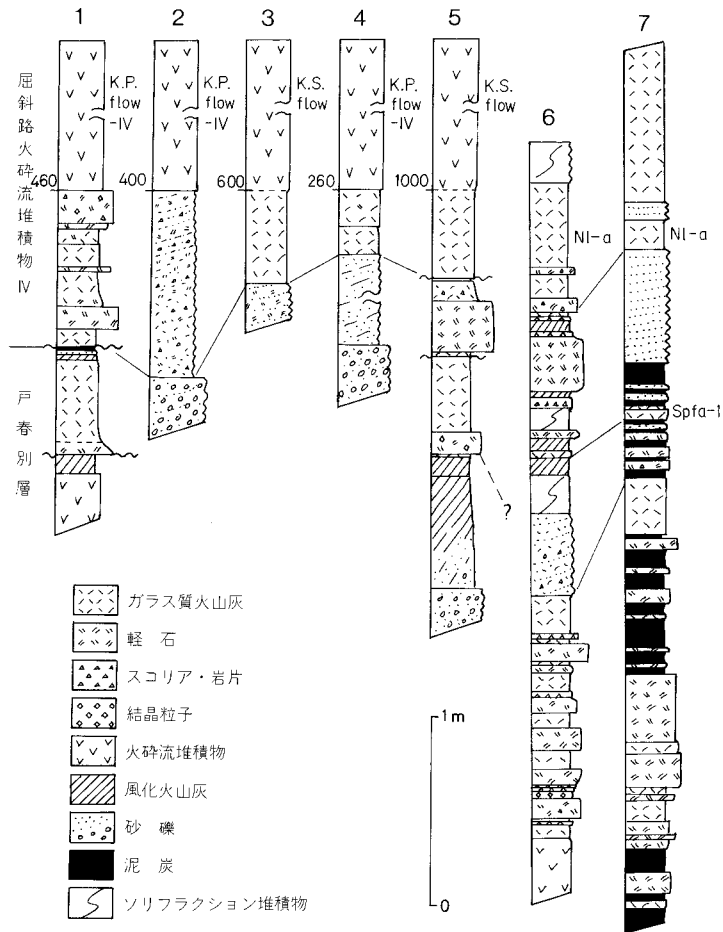 1
2
3
4
5
6
7
屈斜路火砕流堆積物Ⅳ
戸春別層
K.P.
flow
-IV
K.P.
flow
-IV
K.S.
flow
K.P.
flow
-IV
K.S.
flow
460
400
600
260
1000
Nl-a
Nl-a
Spfa-1
?
ガラス質火山灰
軽石
スコリア・岩片
結晶粒子
火砕流堆積物
風化火山灰
砂礫
泥炭
ソリフラクション堆積物
1m
0